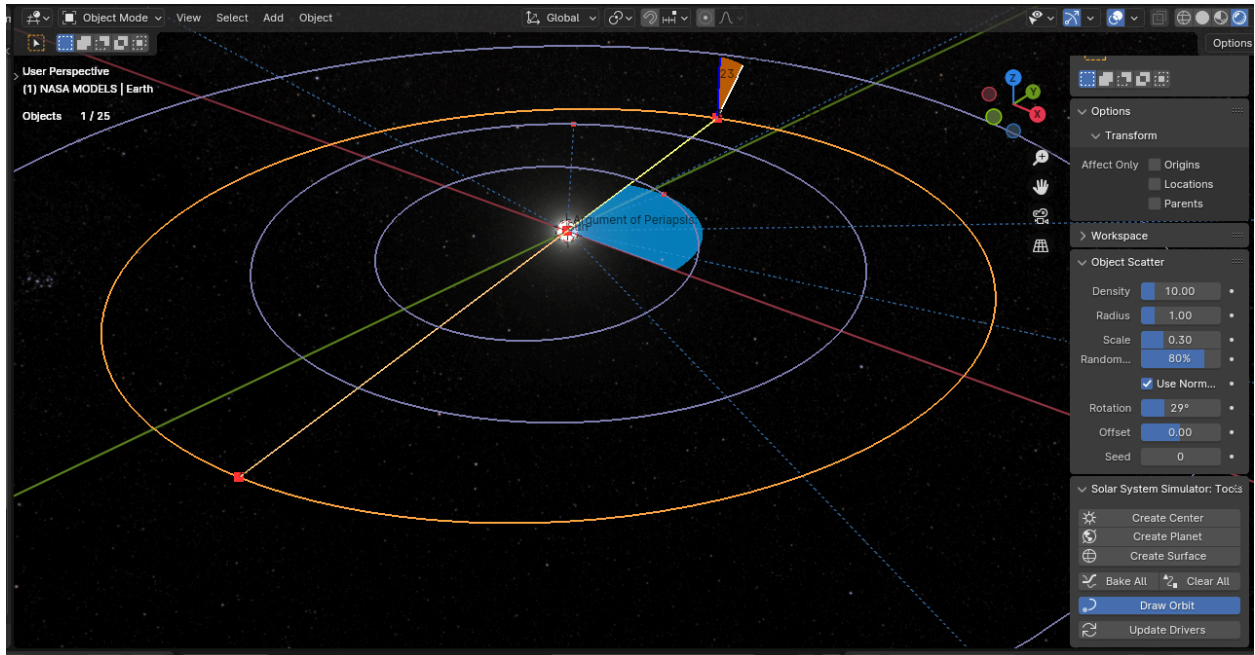 Object Mode View Select Add Object Global
Options
User Perspective
(1) NASA MODELS | Earth
Objects 1 / 25
23
Z
Y
X
Argument of Periapsis
Options
Transform
Affect Only Origins
Locations
Parents
Workspace
Object Scatter
Density 10.00
Radius 1.00
Scale 0.30
Random... 80%
Use Norm...
Rotation 29°
Offset 0.00
Seed 0
Solar System Simulator: Tools
Create Center
Create Planet
Create Surface
Bake All Clear All
Draw Orbit
Update Drivers